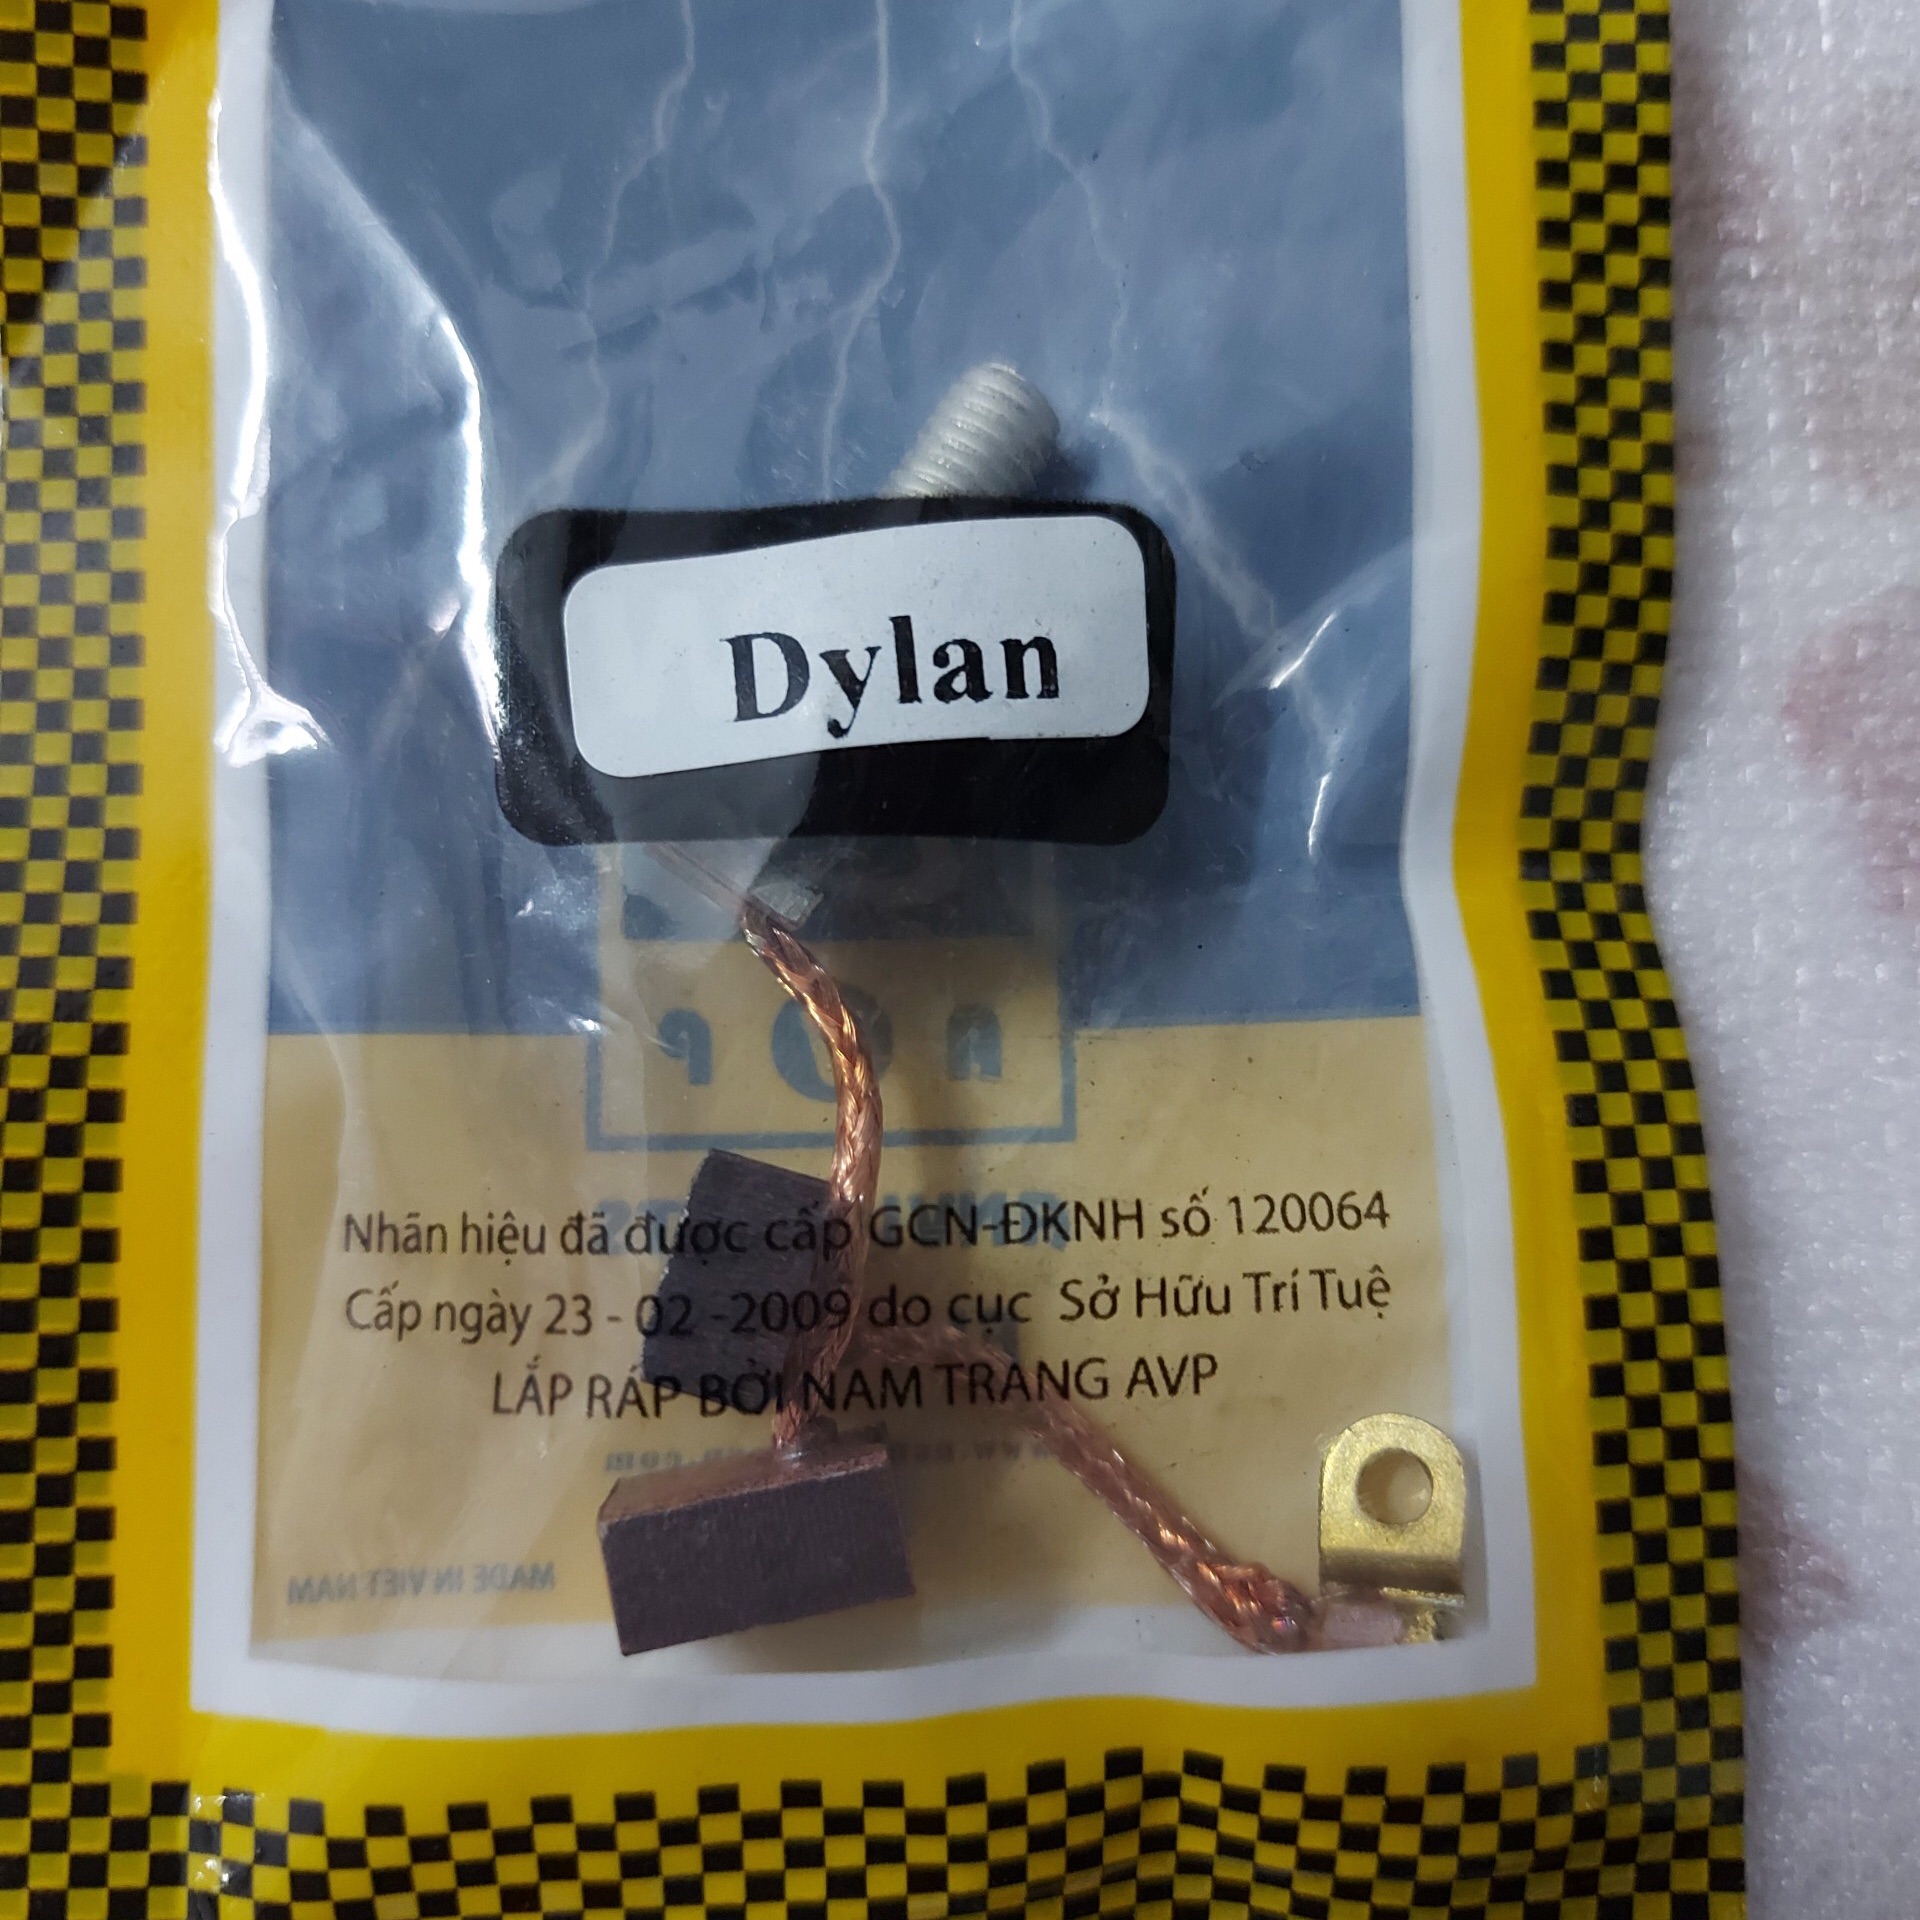 Dylan
Nhãn hiệu đã được cấp GCN-ĐKNH số 120064
Cấp ngày 23 - 02 -2009 do cục Sở Hữu Trí Tuệ
LẮP RÁP BỞI NAM TRANG AVP
MADE IN VIET NAM